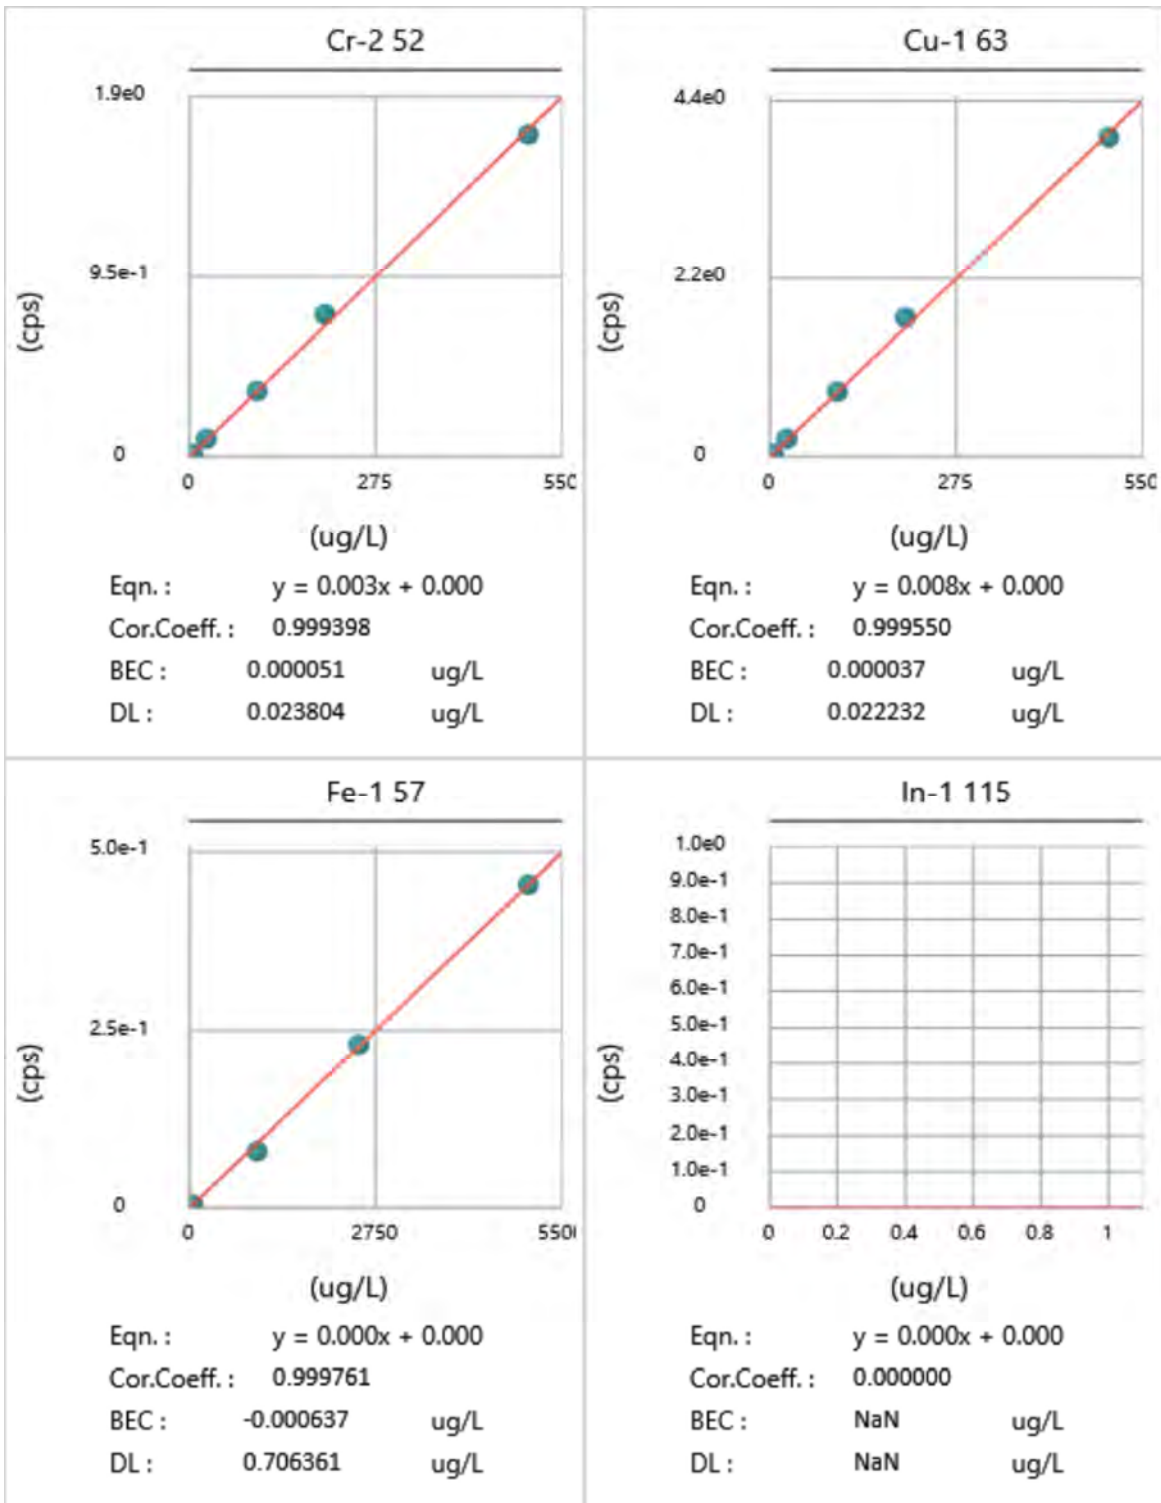 Cr-2 52
1.9e0
9.5e-1
0
(cps)
0 275 550
(ug/L)
Eqn. : y = 0.003x + 0.000
Cor.Coeff. : 0.999398
BEC : 0.000051 ug/L
DL : 0.023804 ug/L
Cu-1 63
4.4e0
2.2e0
0
(cps)
0 275 550
(ug/L)
Eqn. : y = 0.008x + 0.000
Cor.Coeff. : 0.999550
BEC : 0.000037 ug/L
DL : 0.022232 ug/L
Fe-1 57
5.0e-1
2.5e-1
0
(cps)
0 2750 550
(ug/L)
Eqn. : y = 0.000x + 0.000
Cor.Coeff. : 0.999761
BEC : -0.000637 ug/L
DL : 0.706361 ug/L
In-1 115
1.0e0
9.0e-1
8.0e-1
7.0e-1
6.0e-1
5.0e-1
4.0e-1
3.0e-1
2.0e-1
1.0e-1
0
(cps)
0 0.2 0.4 0.6 0.8 1
(ug/L)
Eqn. : y = 0.000x + 0.000
Cor.Coeff. : 0.000000
BEC : NaN ug/L
DL : NaN ug/L